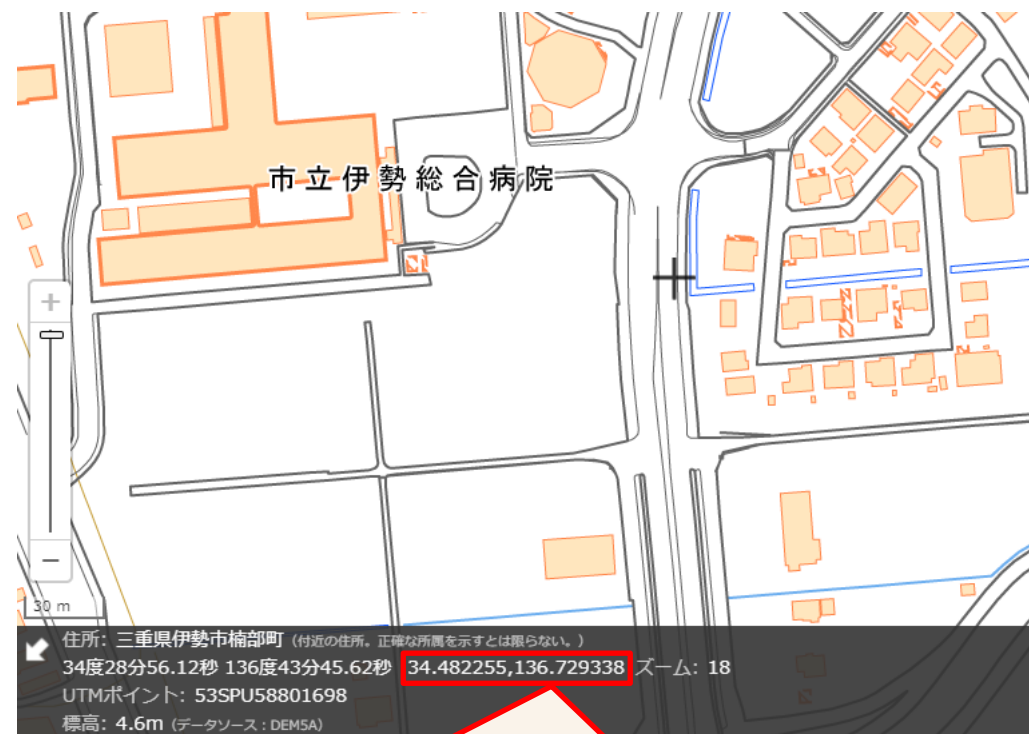 市立伊勢総合病院
+
−
30 m
住所: 三重県伊勢市楠部町 (付近の住所。正確な所属を示すとは限らない。)
34度28分56.12秒 136度43分45.62秒 34.482255,136.729338 ズーム: 18
UTMポイント: 53SPU58801698
標高: 4.6m (データソース : DEM5A)